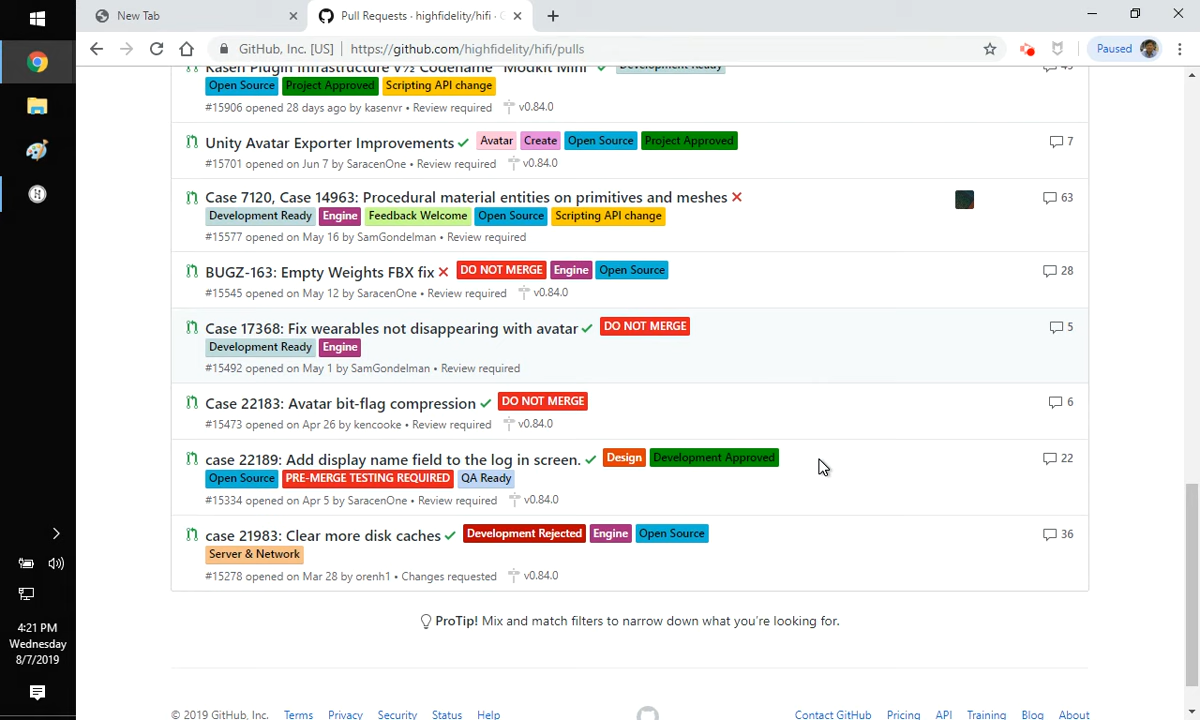 New Tab
Pull Requests · highfidelity/hifi ·
GitHub, Inc. [US] | https://github.com/highfidelity/hifi/pulls
Paused
Kasen Plugin Infrastructure v½ Codename "Modkit Mini" Development Ready
Open Source Project Approved Scripting API change
#15906 opened 28 days ago by kasenvr • Review required v0.84.0
Unity Avatar Exporter Improvements Avatar Create Open Source Project Approved 7
#15701 opened on Jun 7 by SaracenOne • Review required v0.84.0
Case 7120, Case 14963: Procedural material entities on primitives and meshes 63
Development Ready Engine Feedback Welcome Open Source Scripting API change
#15577 opened on May 16 by SamGondelman • Review required
BUGZ-163: Empty Weights FBX fix DO NOT MERGE Engine Open Source 28
#15545 opened on May 12 by SaracenOne • Review required v0.84.0
Case 17368: Fix wearables not disappearing with avatar DO NOT MERGE 5
Development Ready Engine
#15492 opened on May 1 by SamGondelman • Review required
Case 22183: Avatar bit-flag compression DO NOT MERGE 6
#15473 opened on Apr 26 by kencooke • Review required v0.84.0
case 22189: Add display name field to the log in screen. Design Development Approved 22
Open Source PRE-MERGE TESTING REQUIRED QA Ready
#15334 opened on Apr 5 by SaracenOne • Review required v0.84.0
case 21983: Clear more disk caches Development Rejected Engine Open Source 36
Server & Network
#15278 opened on Mar 28 by orenh1 • Changes requested v0.84.0
ProTip! Mix and match filters to narrow down what you're looking for.
© 2019 GitHub, Inc. Terms Privacy Security Status Help Contact GitHub Pricing API Training Blog About
4:21 PM
Wednesday
8/7/2019